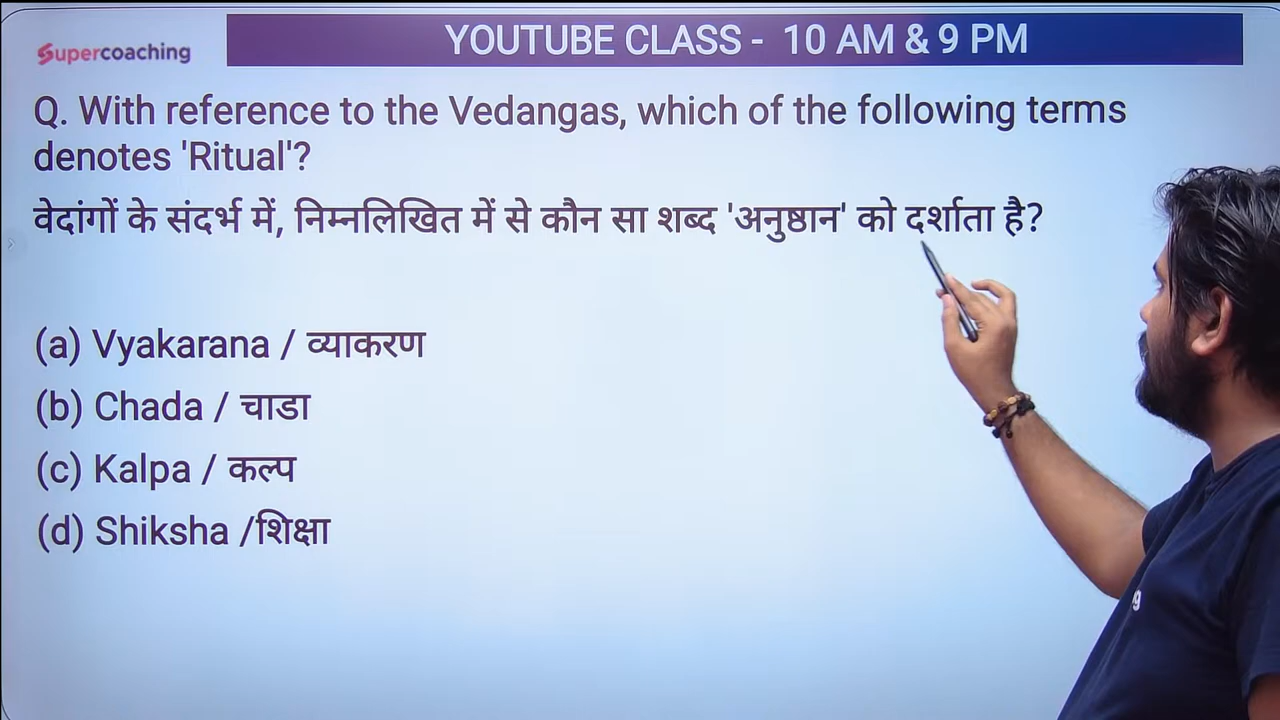 Supercoaching
YOUTUBE CLASS - 10 AM & 9 PM
Q. With reference to the Vedangas, which of the following terms
denotes 'Ritual'?
वेदांगों के संदर्भ में, निम्नलिखित में से कौन सा शब्द 'अनुष्ठान' को दर्शाता है?
(a) Vyakarana / व्याकरण
(b) Chada / चाडा
(c) Kalpa / कल्प
(d) Shiksha /शिक्षा